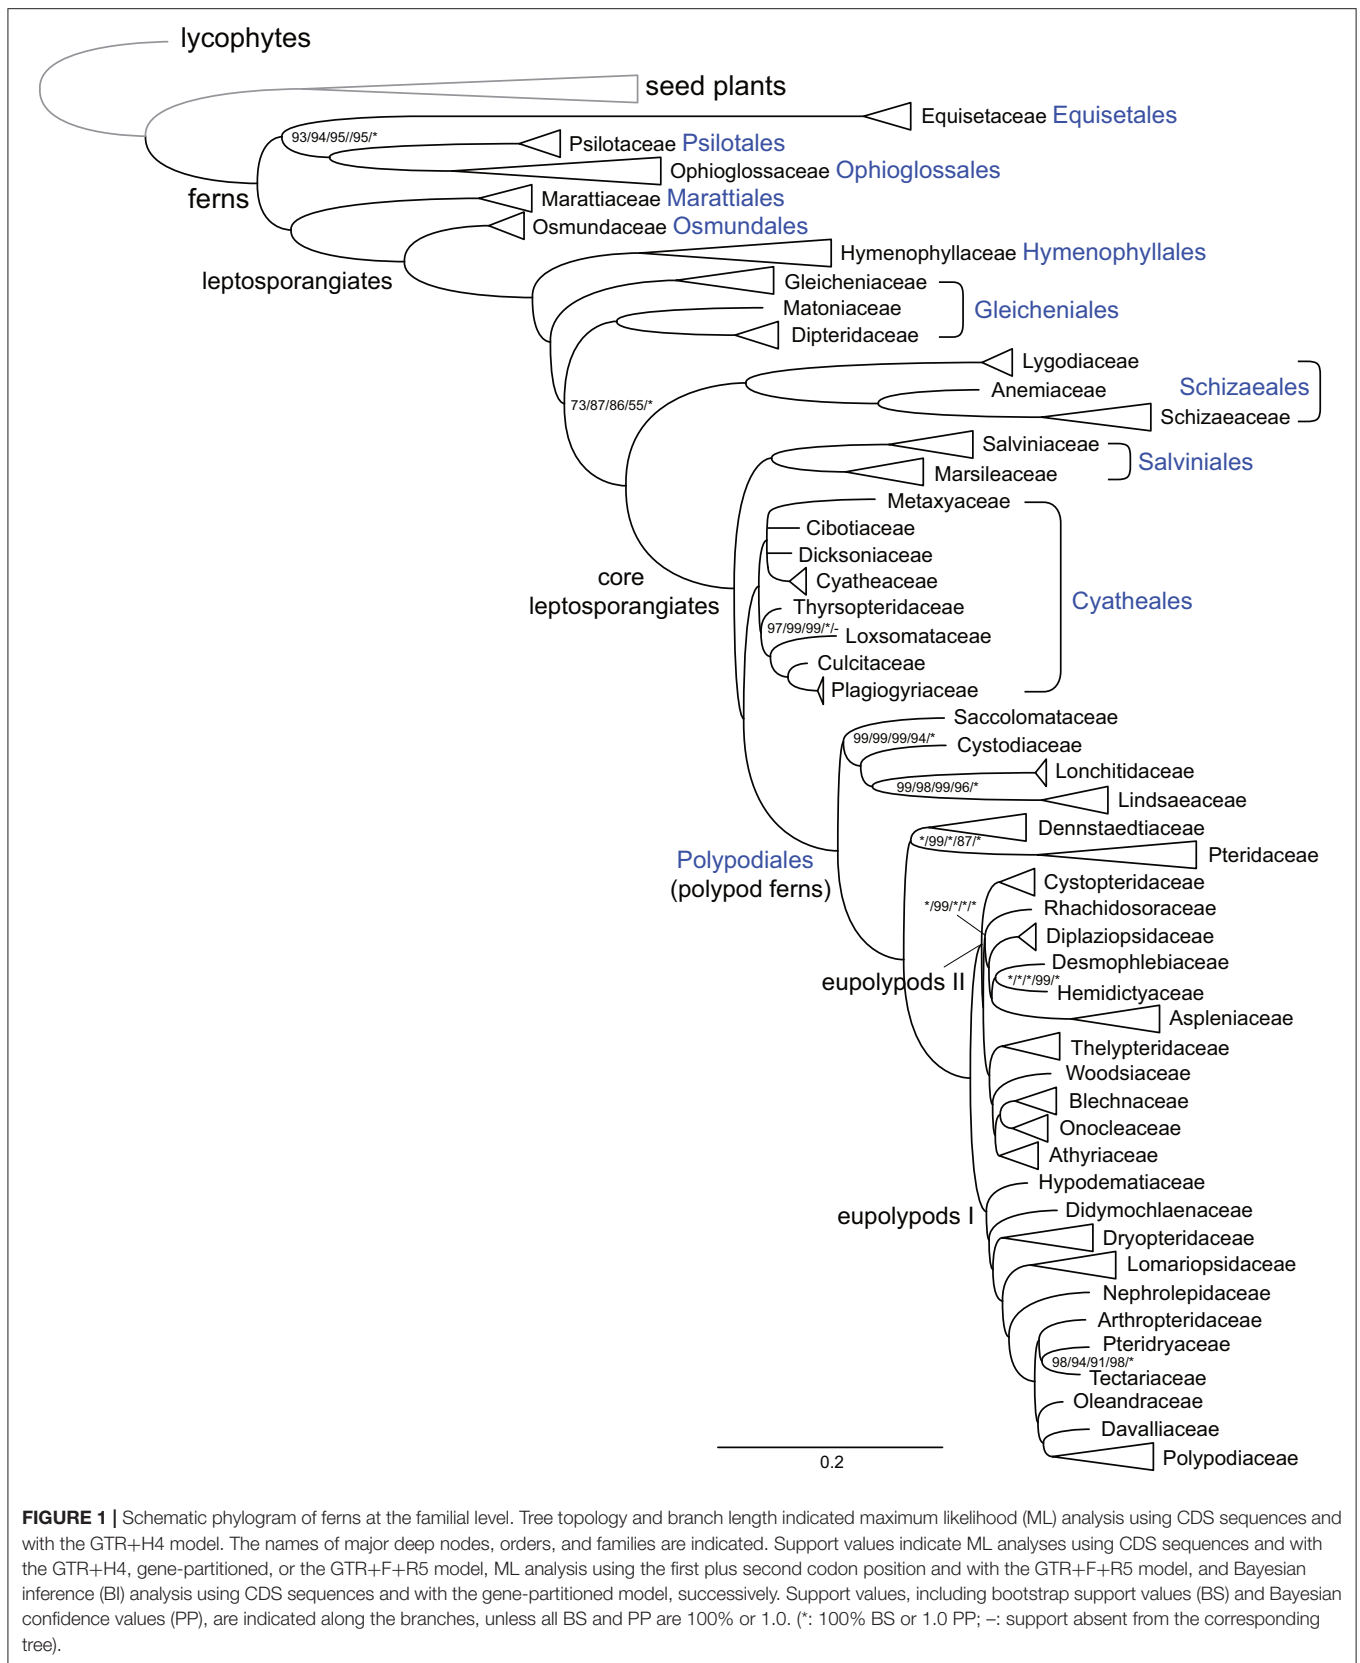 lycophytes
seed plants
Equisetaceae Equisetales
93/94/95//95/*
Psilotaceae Psilotales
Ophioglossaceae Ophioglossales
ferns
Marattiaceae Marattiales
Osmundaceae Osmundales
Hymenophyllaceae Hymenophyllales
leptosporangiates
Gleicheniaceae
Matoniaceae
Gleicheniales
Dipteridaceae
Lygodiaceae
Anemiaceae
Schizaeales
73/87/86/55/*
Schizaeaceae
Salviniaceae
Salviniales
Marsileaceae
Metaxyaceae
Cibotiaceae
Dicksoniaceae
core
leptosporangiates
Cyatheaceae
Cyatheales
Thyrsopteridaceae
97/99/99/*/-
Loxsomataceae
Culcitaceae
Plagiogyriaceae
Saccolomataceae
99/99/99/94/*
Cystodiaceae
Lonchitidaceae
99/98/99/96/*
Lindsaeaceae
Dennstaedtiaceae
*/99/*/87/*
Pteridaceae
Polypodiales
(polypod ferns)
Cystopteridaceae
*/99/*/*/*
Rhachidosoraceae
Diplaziopsidaceae
Desmophlebiaceae
eupolypods II
*/*/*/99/*
Hemidictyaceae
Aspleniaceae
Thelypteridaceae
Woodsiaceae
Blechnaceae
Onocleaceae
Athyriaceae
Hypodematiaceae
eupolypods I
Didymochlaenaceae
Dryopteridaceae
Lomariopsidaceae
Nephrolepidaceae
Arthropteridaceae
Pteridryaceae
98/94/91/98/*
Tectariaceae
Oleandraceae
Davalliaceae
Polypodiaceae
0.2
FIGURE 1 | Schematic phylogram of ferns at the familial level. Tree topology and branch length indicated maximum likelihood (ML) analysis using CDS sequences and
with the GTR+H4 model. The names of major deep nodes, orders, and families are indicated. Support values indicate ML analyses using CDS sequences and with
the GTR+H4, gene-partitioned, or the GTR+F+R5 model, ML analysis using the first plus second codon position and with the GTR+F+R5 model, and Bayesian
inference (BI) analysis using CDS sequences and with the gene-partitioned model, successively. Support values, including bootstrap support values (BS) and Bayesian
confidence values (PP), are indicated along the branches, unless all BS and PP are 100% or 1.0. (*: 100% BS or 1.0 PP; –: support absent from the corresponding
tree).